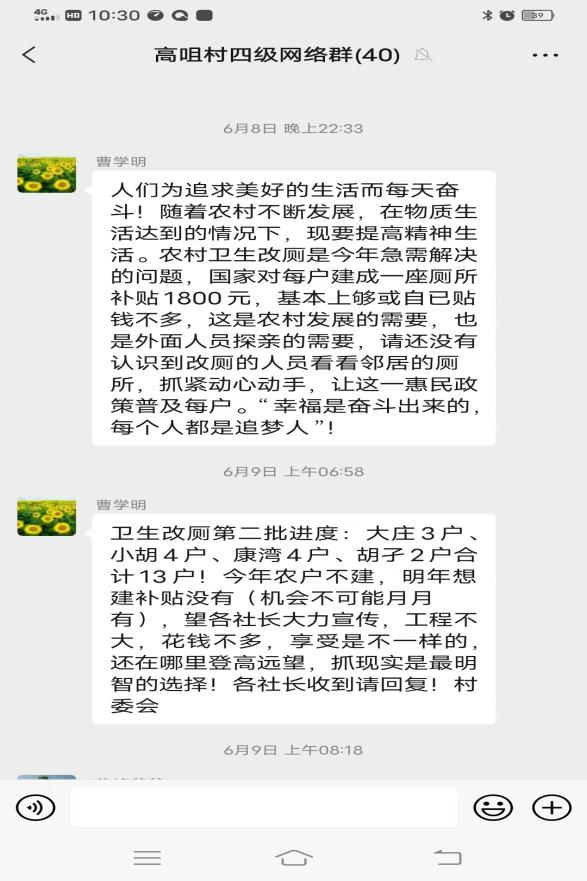 4G HD 10:30 39
高咀村四级网络群(40)
6月8日 晚上22:33
曹学明
人们为追求美好的生活而每天奋
斗！随着农村不断发展，在物质生
活达到的情况下，现要提高精神生
活。农村卫生改厕是今年急需解决
的问题，国家对每户建成一座厕所
补贴1800元，基本上够或自已贴
钱不多，这是农村发展的需要，也
是外面人员探亲的需要，请还没有
认识到改厕的人员看看邻居的厕
所，抓紧动心动手，让这一惠民政
策普及每户。“幸福是奋斗出来的，
每个人都是追梦人”！
6月9日 上午06:58
曹学明
卫生改厕第二批进度：大庄3户、
小胡4户、康湾4户、胡孑2户合
计13户！今年农户不建，明年想
建补贴没有（机会不可能月月
有），望各社长大力宣传，工程不
大，花钱不多，享受是不一样的，
还在哪里登高远望，抓现实是最明
智的选择！各社长收到请回复！村
委会
6月9日 上午08:18